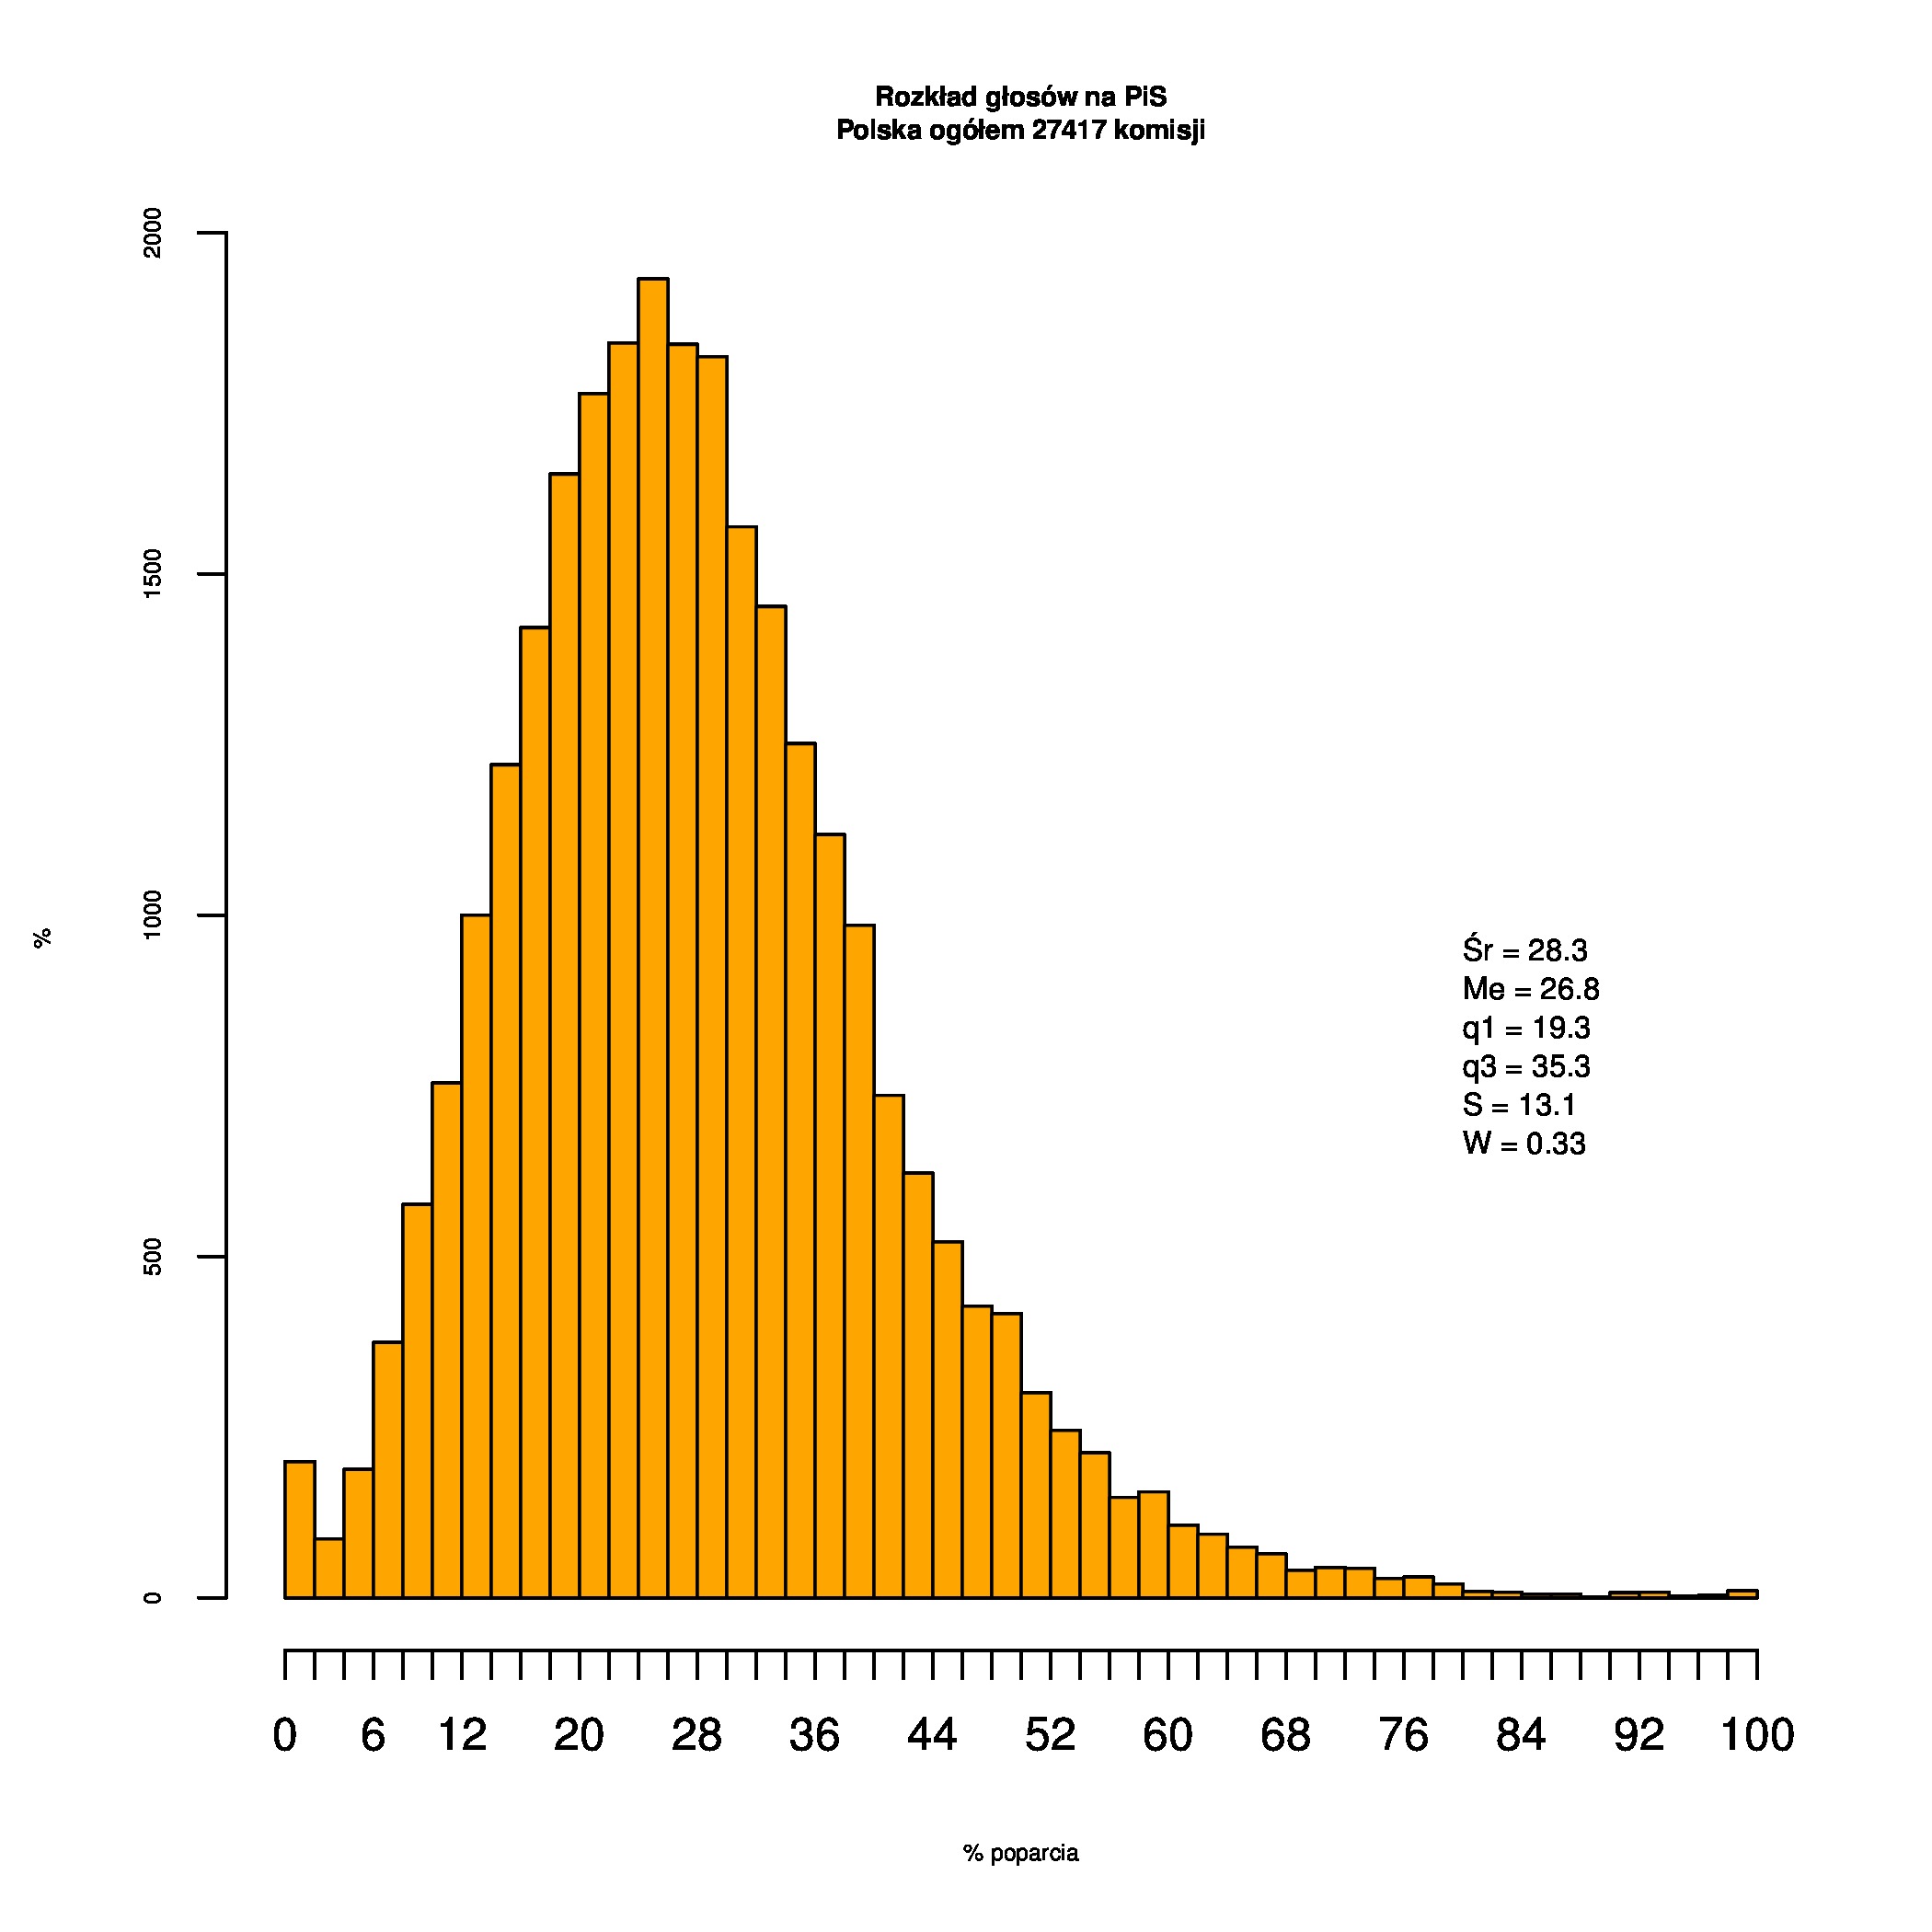 Rozkład głosów na PiS
Polska ogółem 27417 komisji
2000
1500
1000
500
0
%
Śr = 28.3
Me = 26.8
q1 = 19.3
q3 = 35.3
S = 13.1
W = 0.33
0 6 12 20 28 36 44 52 60 68 76 84 92 100
% poparcia